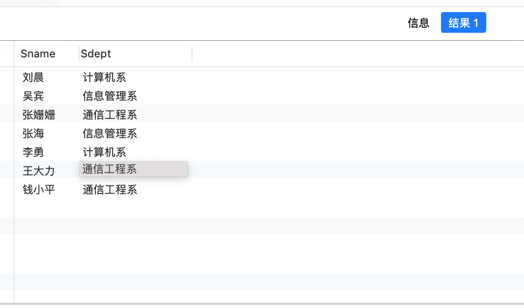 信息 结果 1
Sname Sdept
刘晨 计算机系
吴宾 信息管理系
张姗姗 通信工程系
张海 信息管理系
李勇 计算机系
王大力 通信工程系
钱小平 通信工程系